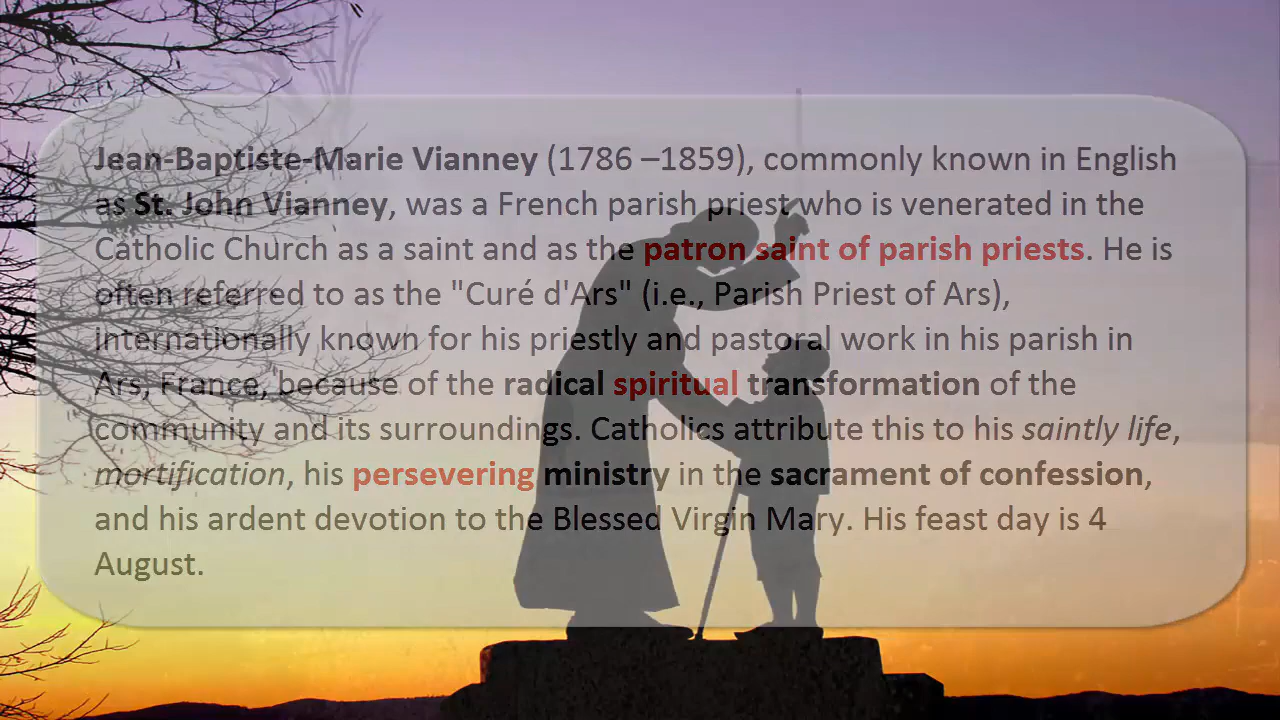 Jean-Baptiste-Marie Vianney (1786 –1859), commonly known in English
as St. John Vianney, was a French parish priest who is venerated in the
Catholic Church as a saint and as the patron saint of parish priests. He is
often referred to as the "Curé d'Ars" (i.e., Parish Priest of Ars),
internationally known for his priestly and pastoral work in his parish in
Ars, France, because of the radical spiritual transformation of the
community and its surroundings. Catholics attribute this to his saintly life,
mortification, his persevering ministry in the sacrament of confession,
and his ardent devotion to the Blessed Virgin Mary. His feast day is 4
August.